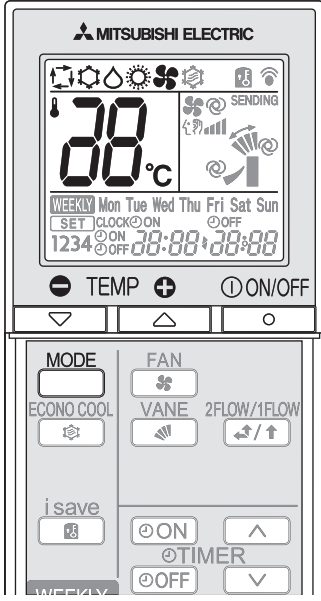 MITSUBISHI ELECTRIC
SENDING
88°C
WEEKLY Mon Tue Wed Thu Fri Sat Sun
SET CLOCK ON OFF
1234 ON OFF 88:88 88:88
TEMP ON/OFF
MODE FAN
ECONO COOL VANE 2FLOW/1FLOW
i save
ON
TIMER
OFF
WEEKLY